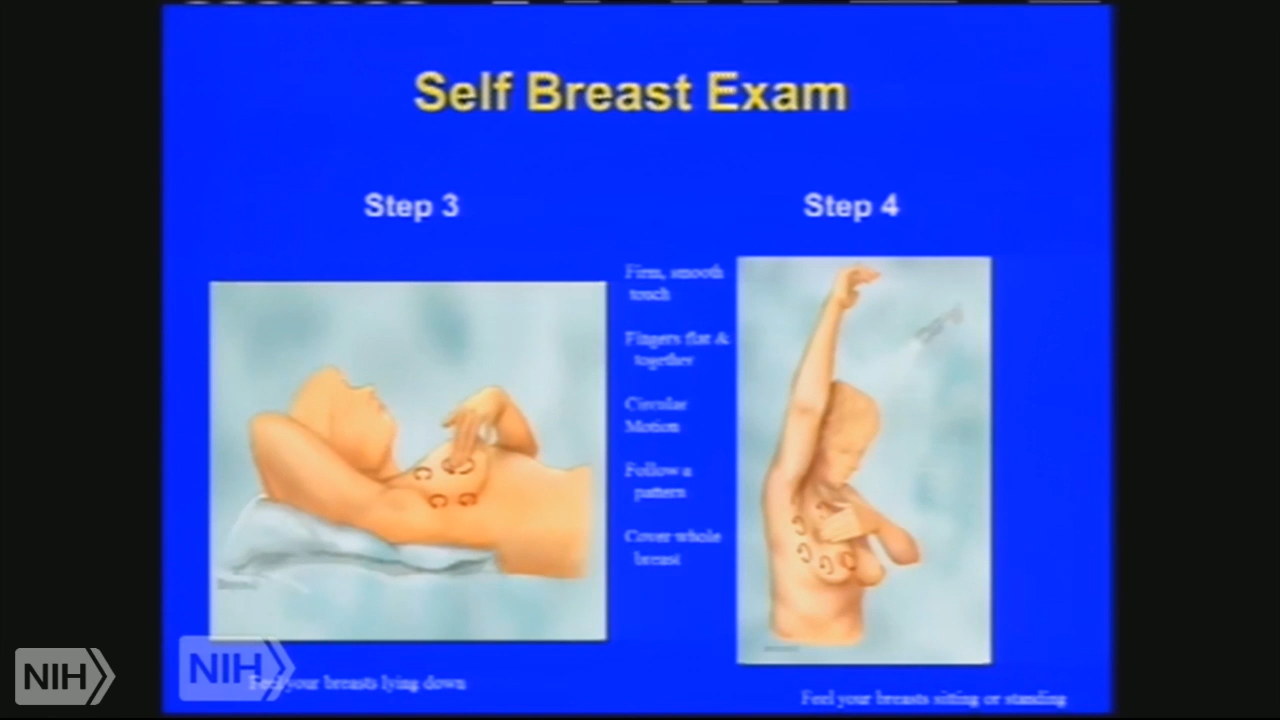 Self Breast Exam
Step 3
Step 4
Firm, smooth
touch
Fingers flat &
together
Circular
Motion
Follow a
pattern
Cover whole
breast
Feel your breasts lying down
Feel your breasts sitting or standing
NIH
NIH